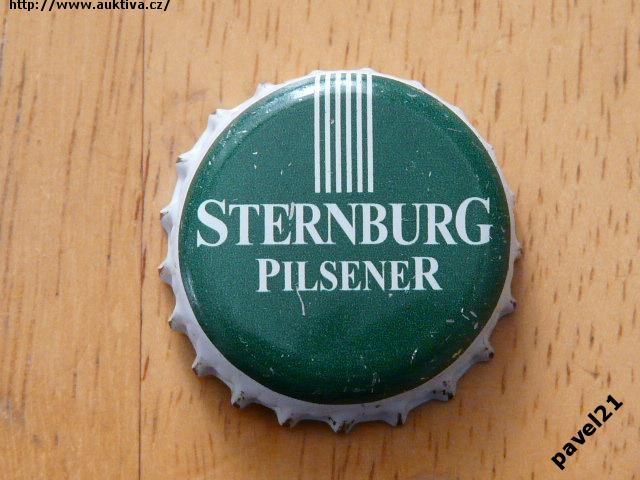 http://www.auktiva.cz/
STERNBURG
PILSENER
pavel21